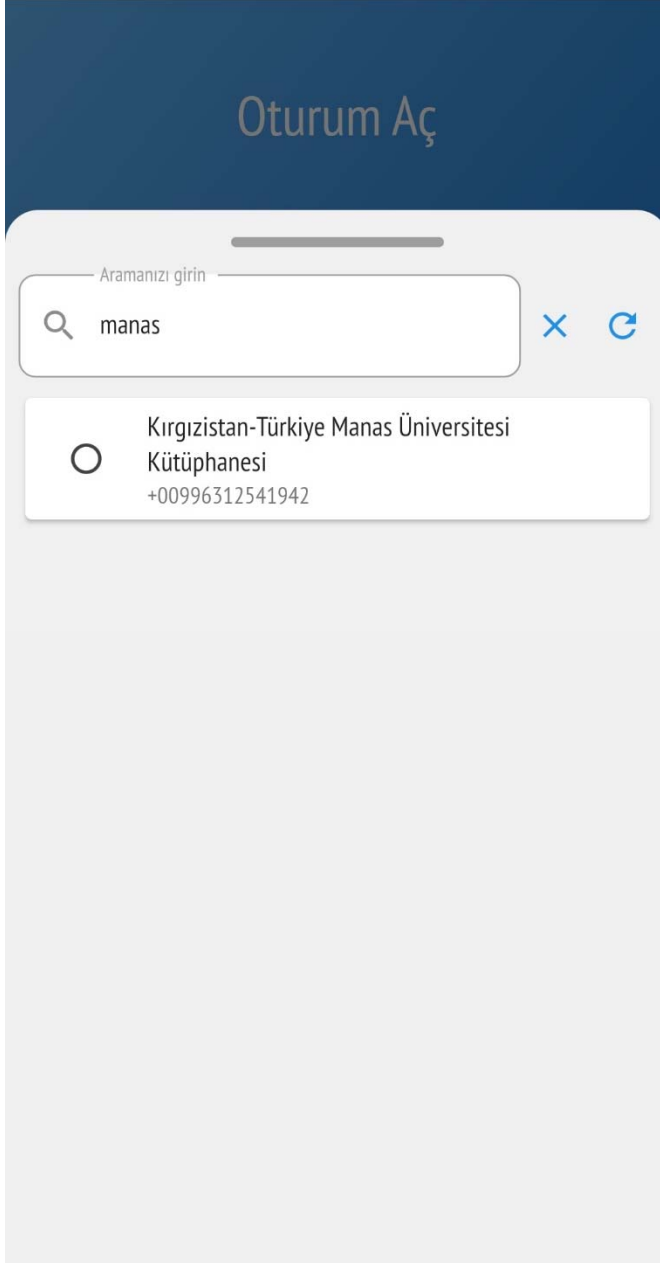 Oturum Aç
Aramanızı girin
manas
Kırgızistan-Türkiye Manas Üniversitesi
Kütüphanesi
+00996312541942